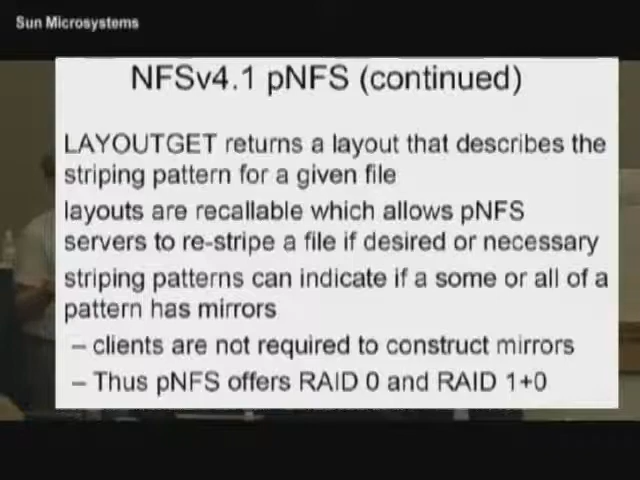 Sun Microsystems
NFSv4.1 pNFS (continued)
LAYOUTGET returns a layout that describes the
striping pattern for a given file
layouts are recallable which allows pNFS
servers to re-stripe a file if desired or necessary
striping patterns can indicate if a some or all of a
pattern has mirrors
– clients are not required to construct mirrors
– Thus pNFS offers RAID 0 and RAID 1+0